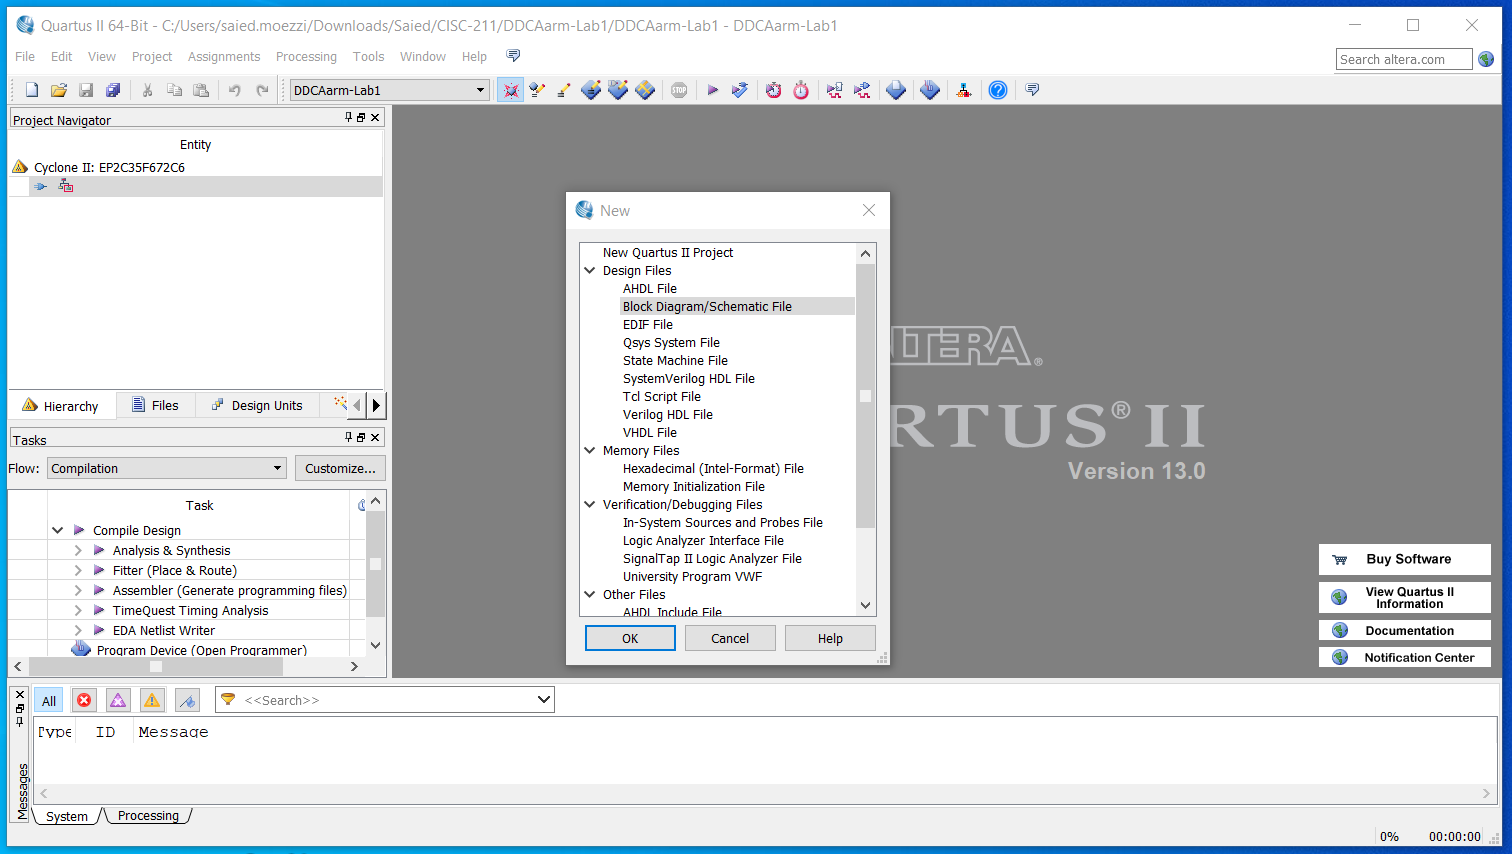 Quartus II 64-Bit - C:/Users/saied.moezzi/Downloads/Saied/CISC-211/DDCAarm-Lab1/DDCAarm-Lab1 - DDCAarm-Lab1
File Edit View Project Assignments Processing Tools Window Help
Search altera.com
DDCAarm-Lab1
STOP
Project Navigator
Entity
Cyclone II: EP2C35F672C6
Hierarchy Files Design Units
Tasks
Flow: Compilation Customize...
Task
Compile Design
Analysis & Synthesis
Fitter (Place & Route)
Assembler (Generate programming files)
TimeQuest Timing Analysis
EDA Netlist Writer
Program Device (Open Programmer)
New
New Quartus II Project
Design Files
AHDL File
Block Diagram/Schematic File
EDIF File
Qsys System File
State Machine File
SystemVerilog HDL File
Tcl Script File
Verilog HDL File
VHDL File
Memory Files
Hexadecimal (Intel-Format) File
Memory Initialization File
Verification/Debugging Files
In-System Sources and Probes File
Logic Analyzer Interface File
SignalTap II Logic Analyzer File
University Program VWF
Other Files
AHDL Include File
OK Cancel Help
LTERA®
RTUS® II
Version 13.0
Buy Software
View Quartus II
Information
Documentation
Notification Center
All <<Search>>
Type ID Message
Messages
System Processing
0% 00:00:00